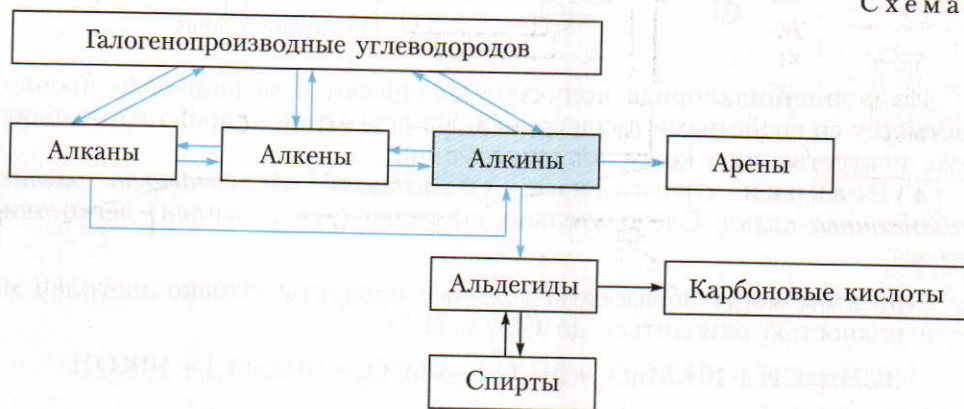 Схема
Галогенопроизводные углеводородов
Алканы
Алкены
Алкины
Арены
Альдегиды
Карбоновые кислоты
Спирты